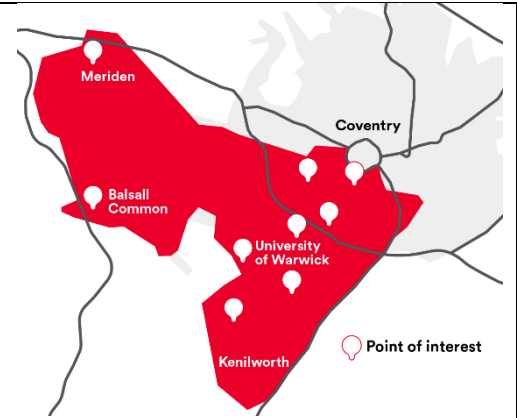 Meriden
Coventry
Balsall
Common
University
of Warwick
Point of interest
Kenilworth